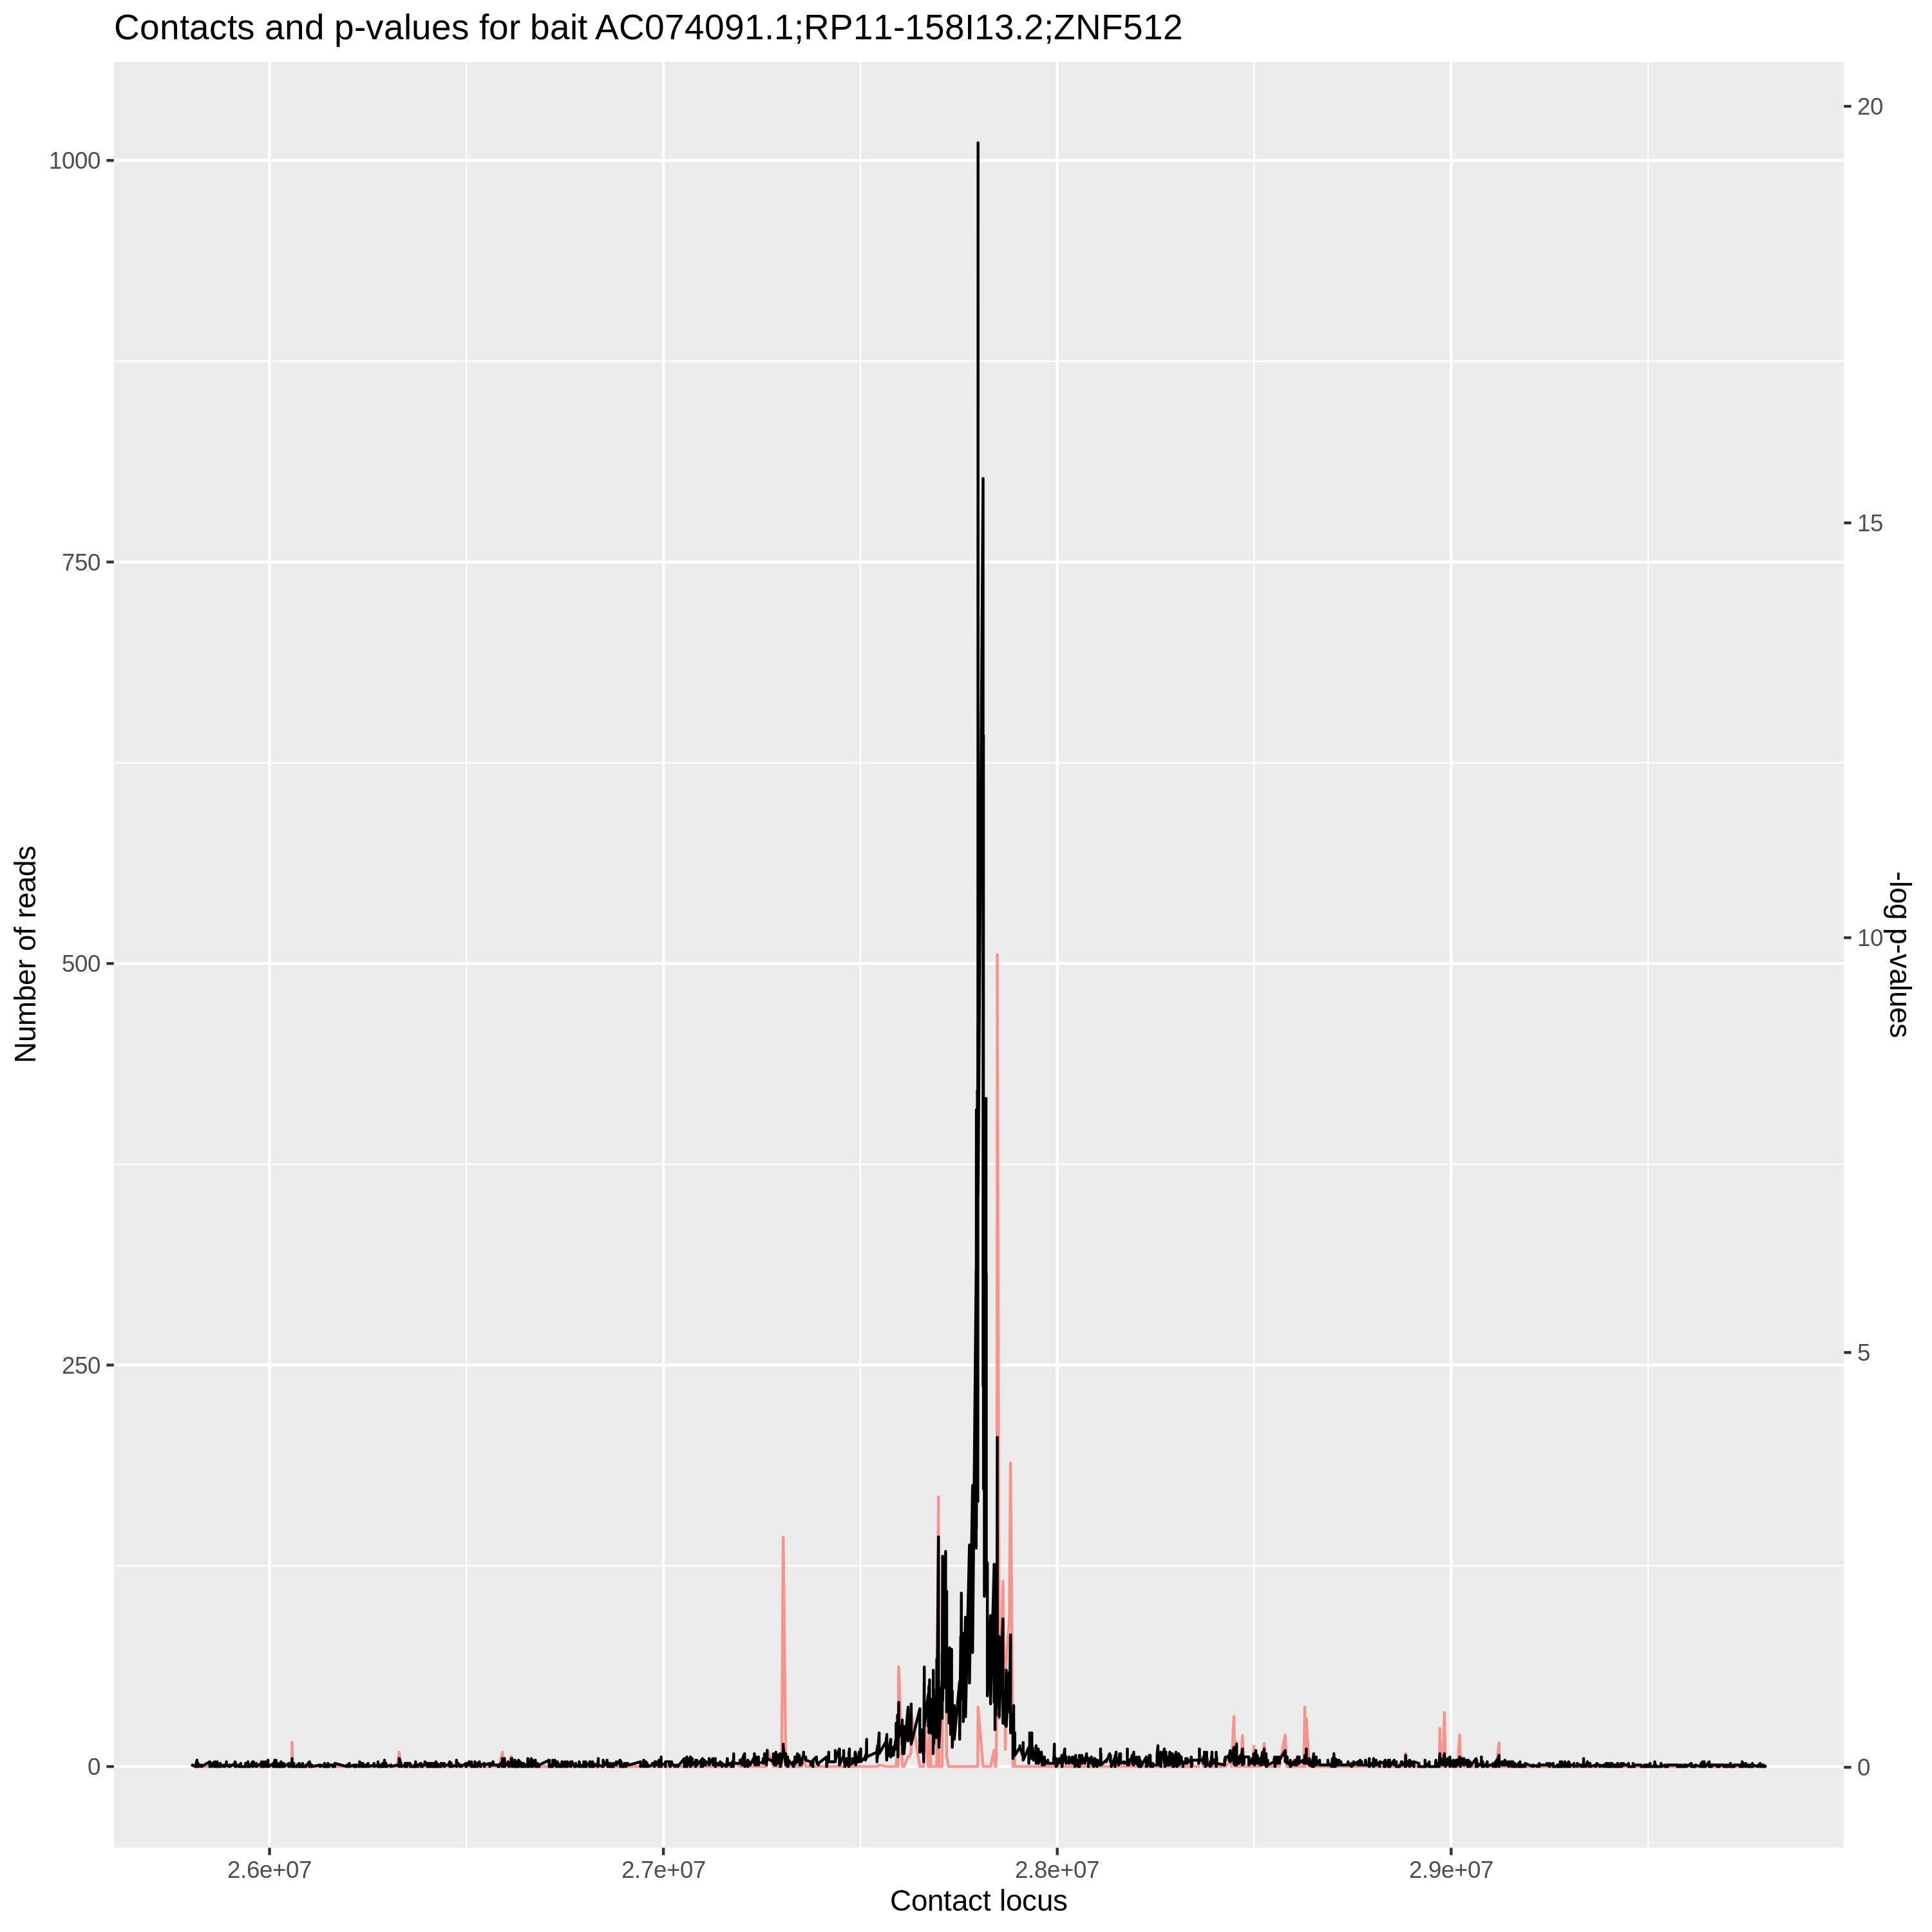 Contacts and p-values for bait AC074091.1;RP11-158I13.2;ZNF512
1000
750
500
250
0
Number of reads
20
15
10
5
0
-log p-values
2.6e+07
2.7e+07
2.8e+07
2.9e+07
Contact locus